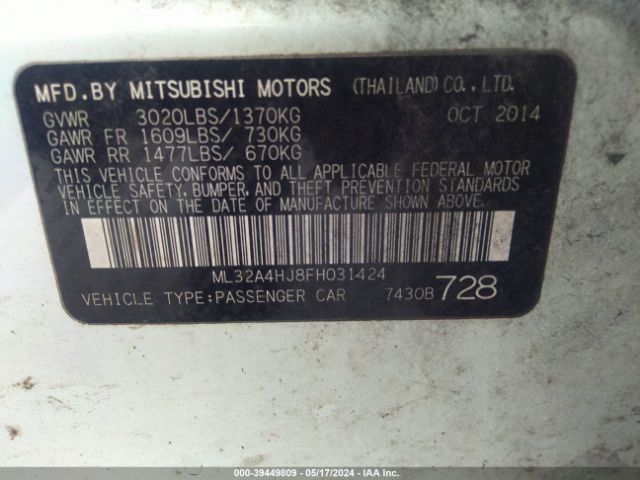 MFD.BY MITSUBISHI MOTORS (THAILAND) CO., LTD.
GVWR 3020LBS/1370KG OCT 2014
GAWR FR 1609LBS/ 730KG
GAWR RR 1477LBS/ 670KG
THIS VEHICLE CONFORMS TO ALL APPLICABLE FEDERAL MOTOR
VEHICLE SAFETY, BUMPER, AND THEFT PREVENTION STANDARDS
IN EFFECT ON THE DATE OF MANUFACTURE SHOWN ABOVE.
ML32A4HJ8FH031424
VEHICLE TYPE:PASSENGER CAR 7430B 728
000-39449809 - 05/17/2024 - IAA Inc.